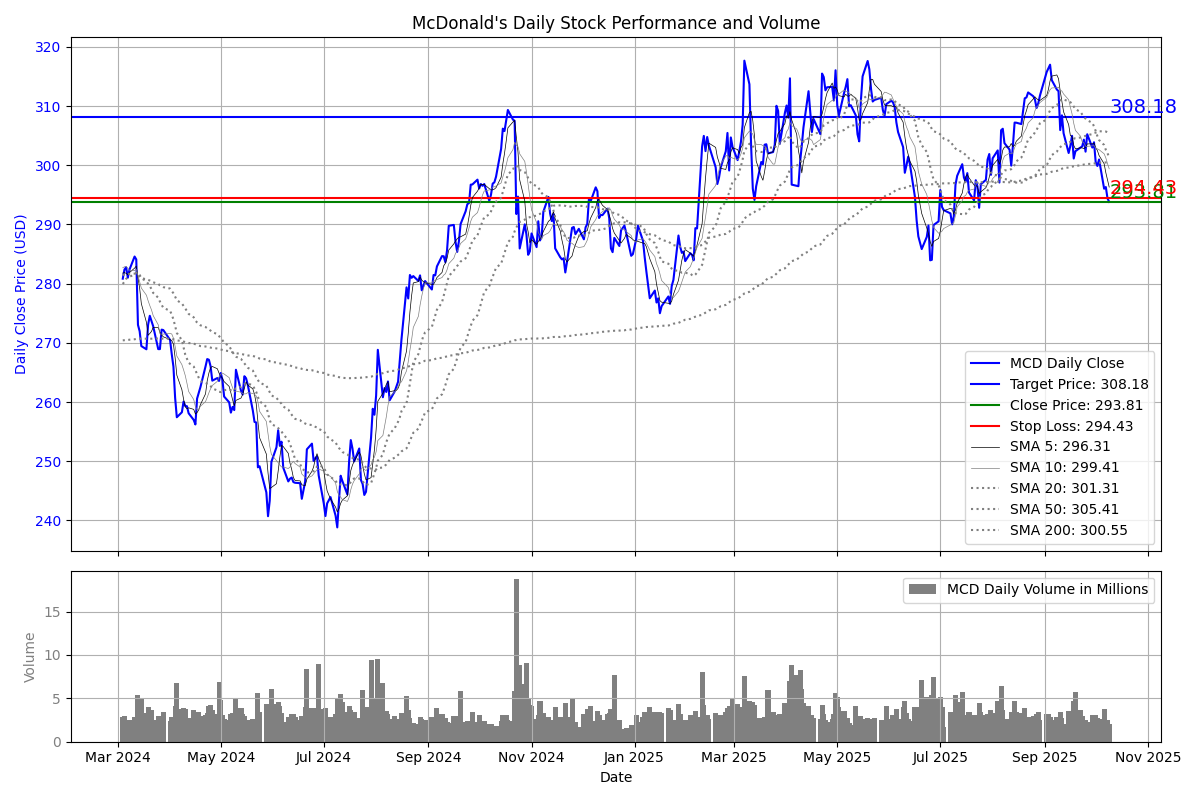 McDonald's Daily Stock Performance and Volume
320
310
300
290
280
270
260
250
240
Daily Close Price (USD)
308.18
294.43
293.81
MCD Daily Close
Target Price: 308.18
Close Price: 293.81
Stop Loss: 294.43
SMA 5: 296.31
SMA 10: 299.41
SMA 20: 301.31
SMA 50: 305.41
SMA 200: 300.55
MCD Daily Volume in Millions
15
10
5
0
Volume
Mar 2024 May 2024 Jul 2024 Sep 2024 Nov 2024 Jan 2025 Mar 2025 May 2025 Jul 2025 Sep 2025 Nov 2025
Date